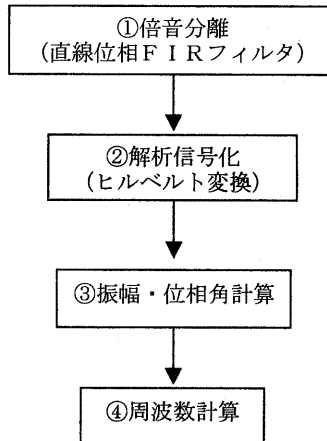 ①倍音分離
(直線位相ＦＩＲフィルタ)
②解析信号化
(ヒルベルト変換)
③振幅・位相角計算
④周波数計算